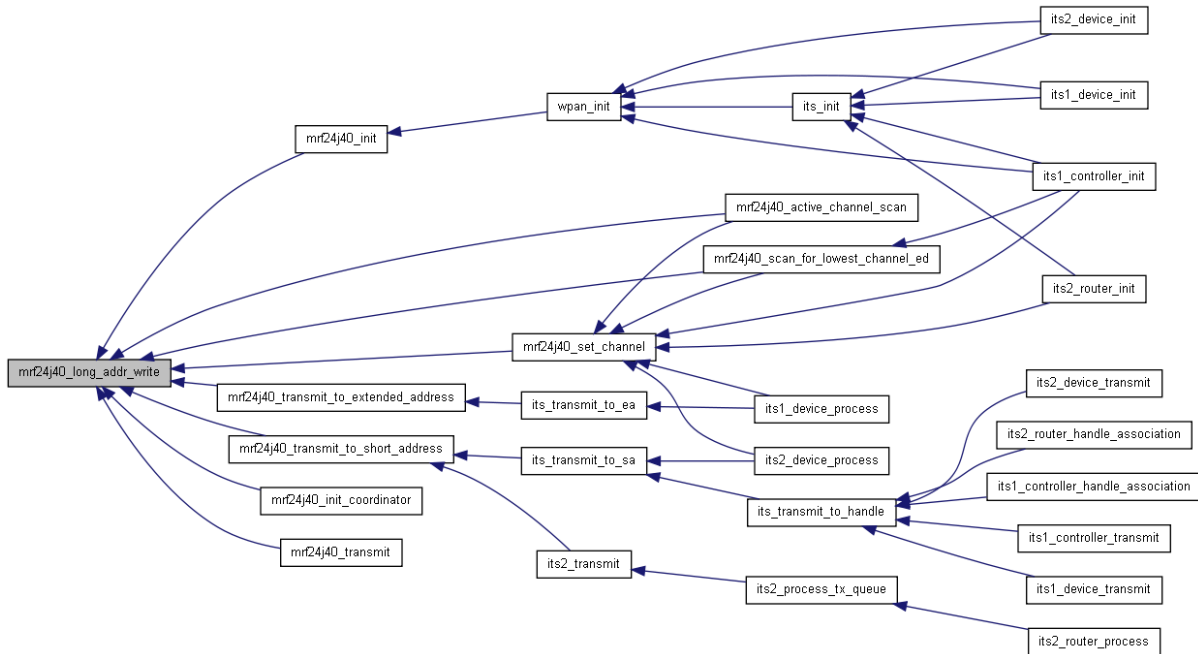 its2_device_init
its1_device_init
wpan_init
its_init
mrf24j40_init
its1_controller_init
mrf24j40_active_channel_scan
mrf24j40_scan_for_lowest_channel_ed
its2_router_init
mrf24j40_set_channel
mrf24j40_long_addr_write
its2_device_transmit
mrf24j40_transmit_to_extended_address
its_transmit_to_ea
its1_device_process
its2_router_handle_association
mrf24j40_transmit_to_short_address
its_transmit_to_sa
its2_device_process
its1_controller_handle_association
mrf24j40_init_coordinator
its_transmit_to_handle
its1_controller_transmit
mrf24j40_transmit
its2_transmit
its2_process_tx_queue
its1_device_transmit
its2_router_process